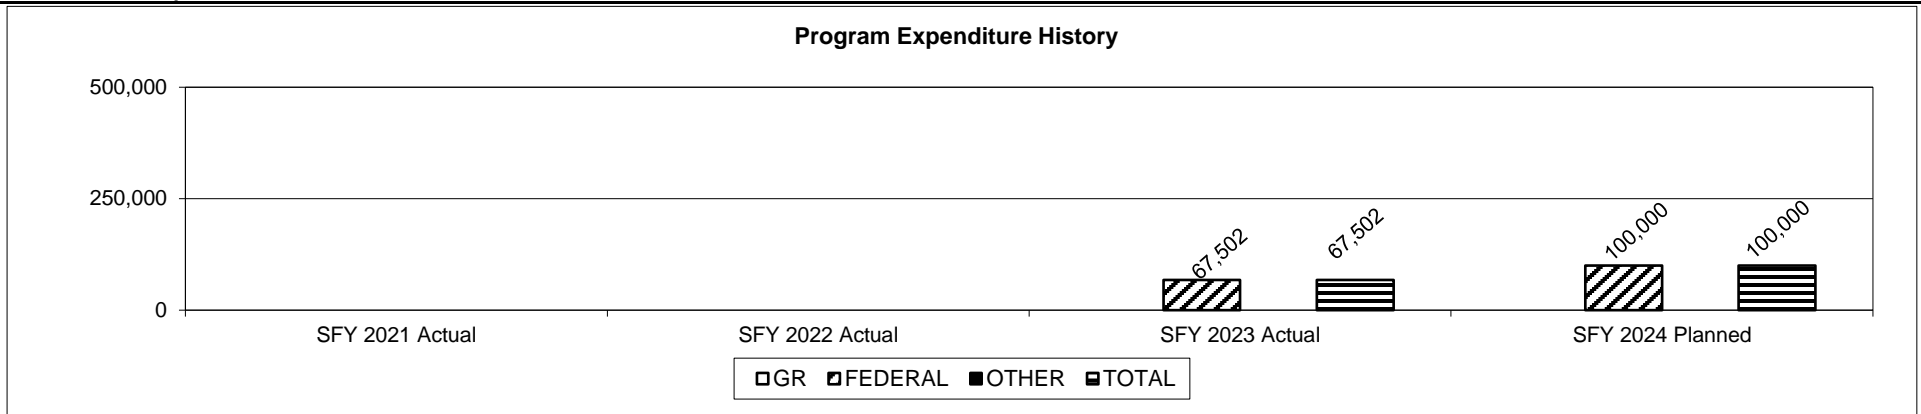 Program Expenditure History
500,000
250,000
0
67,502
67,502
100,000
100,000
SFY 2021 Actual
SFY 2022 Actual
SFY 2023 Actual
SFY 2024 Planned
GR FEDERAL OTHER TOTAL